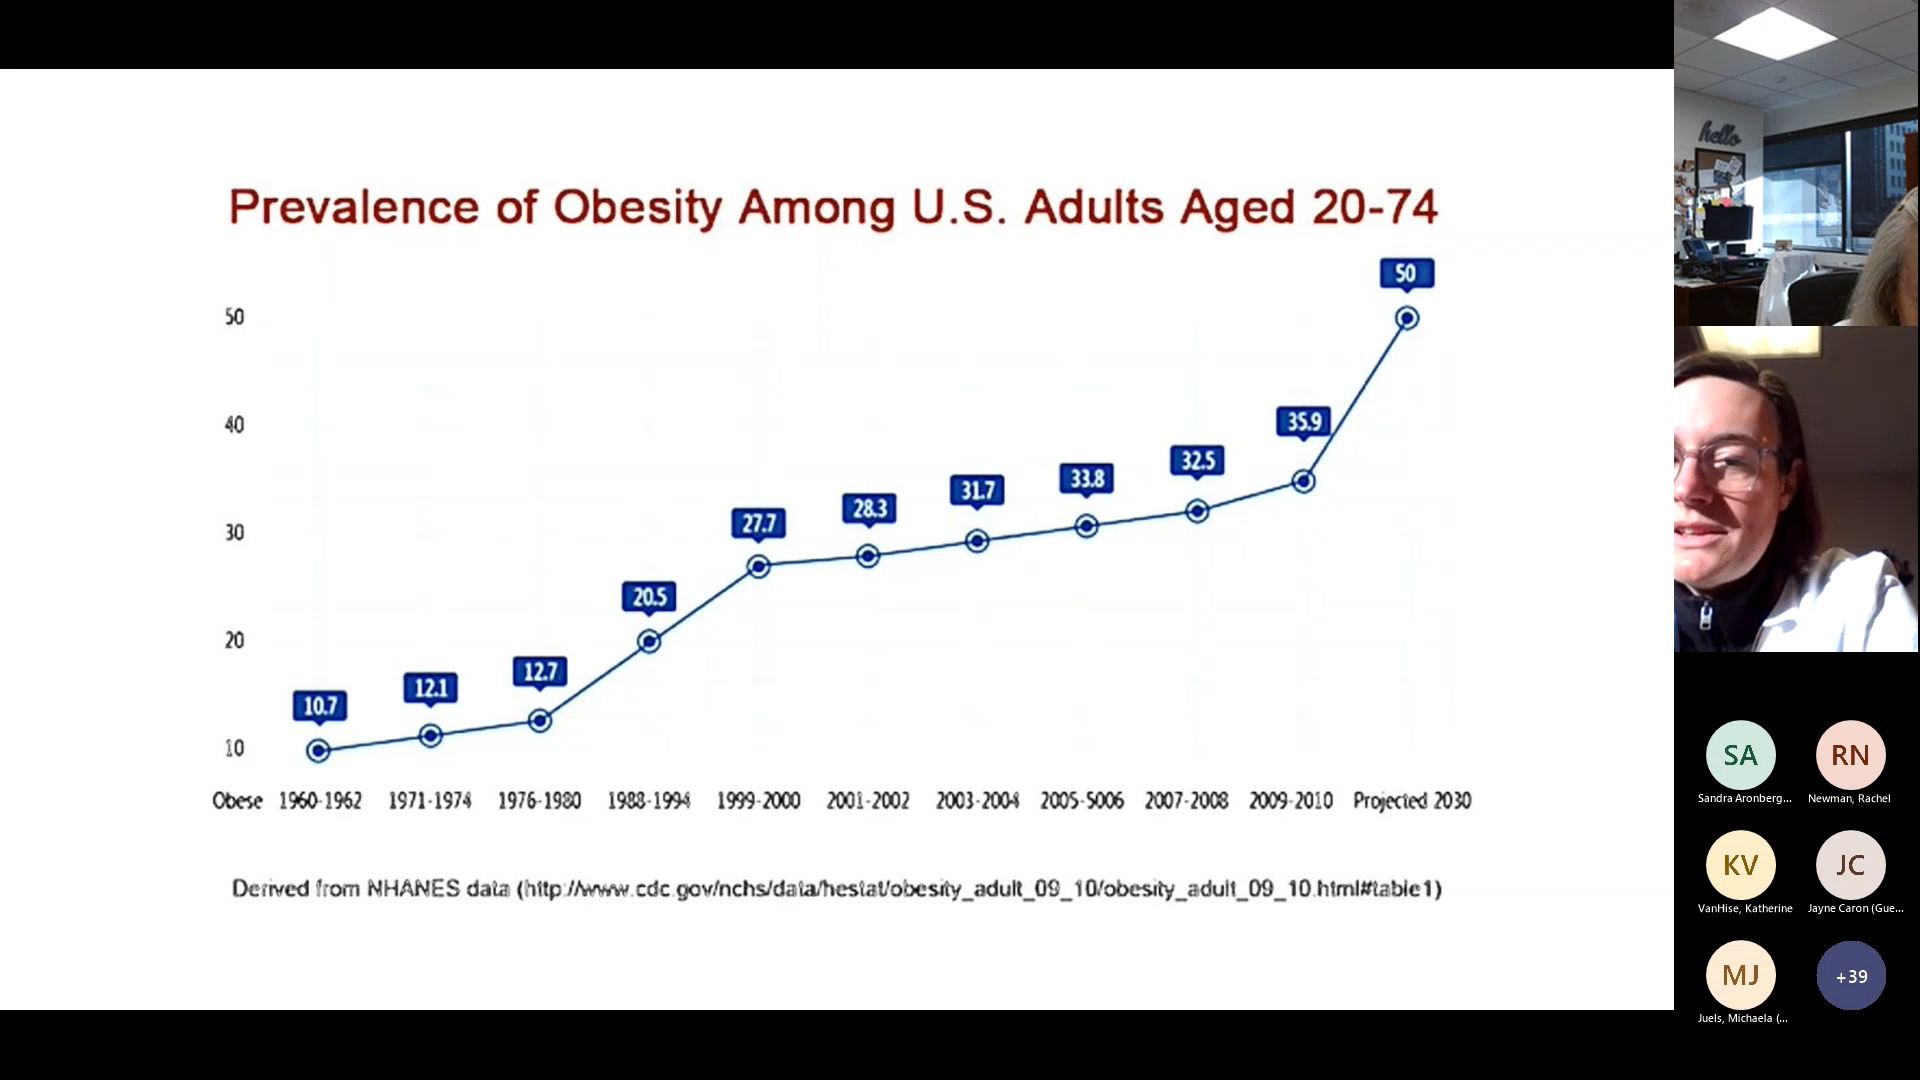 Prevalence of Obesity Among U.S. Adults Aged 20-74
50
50
40
35.9
32.5
33.8
31.7
28.3
27.7
30
20.5
20
12.7
12.1
10.7
10
Obese 1960-1962 1971-1974 1976-1980 1988-1994 1999-2000 2001-2002 2003-2004 2005-5006 2007-2008 2009-2010 Projected 2030
Derived from NHANES data (http://www.cdc.gov/nchs/data/hestat/obesity_adult_09_10/obesity_adult_09_10.html#table1)
hello
SA
Sandra Aronberg...
RN
Newman, Rachel
KV
VanHise, Katherine
JC
Jayne Caron (Gue...
MJ
Juels, Michaela (...
+39